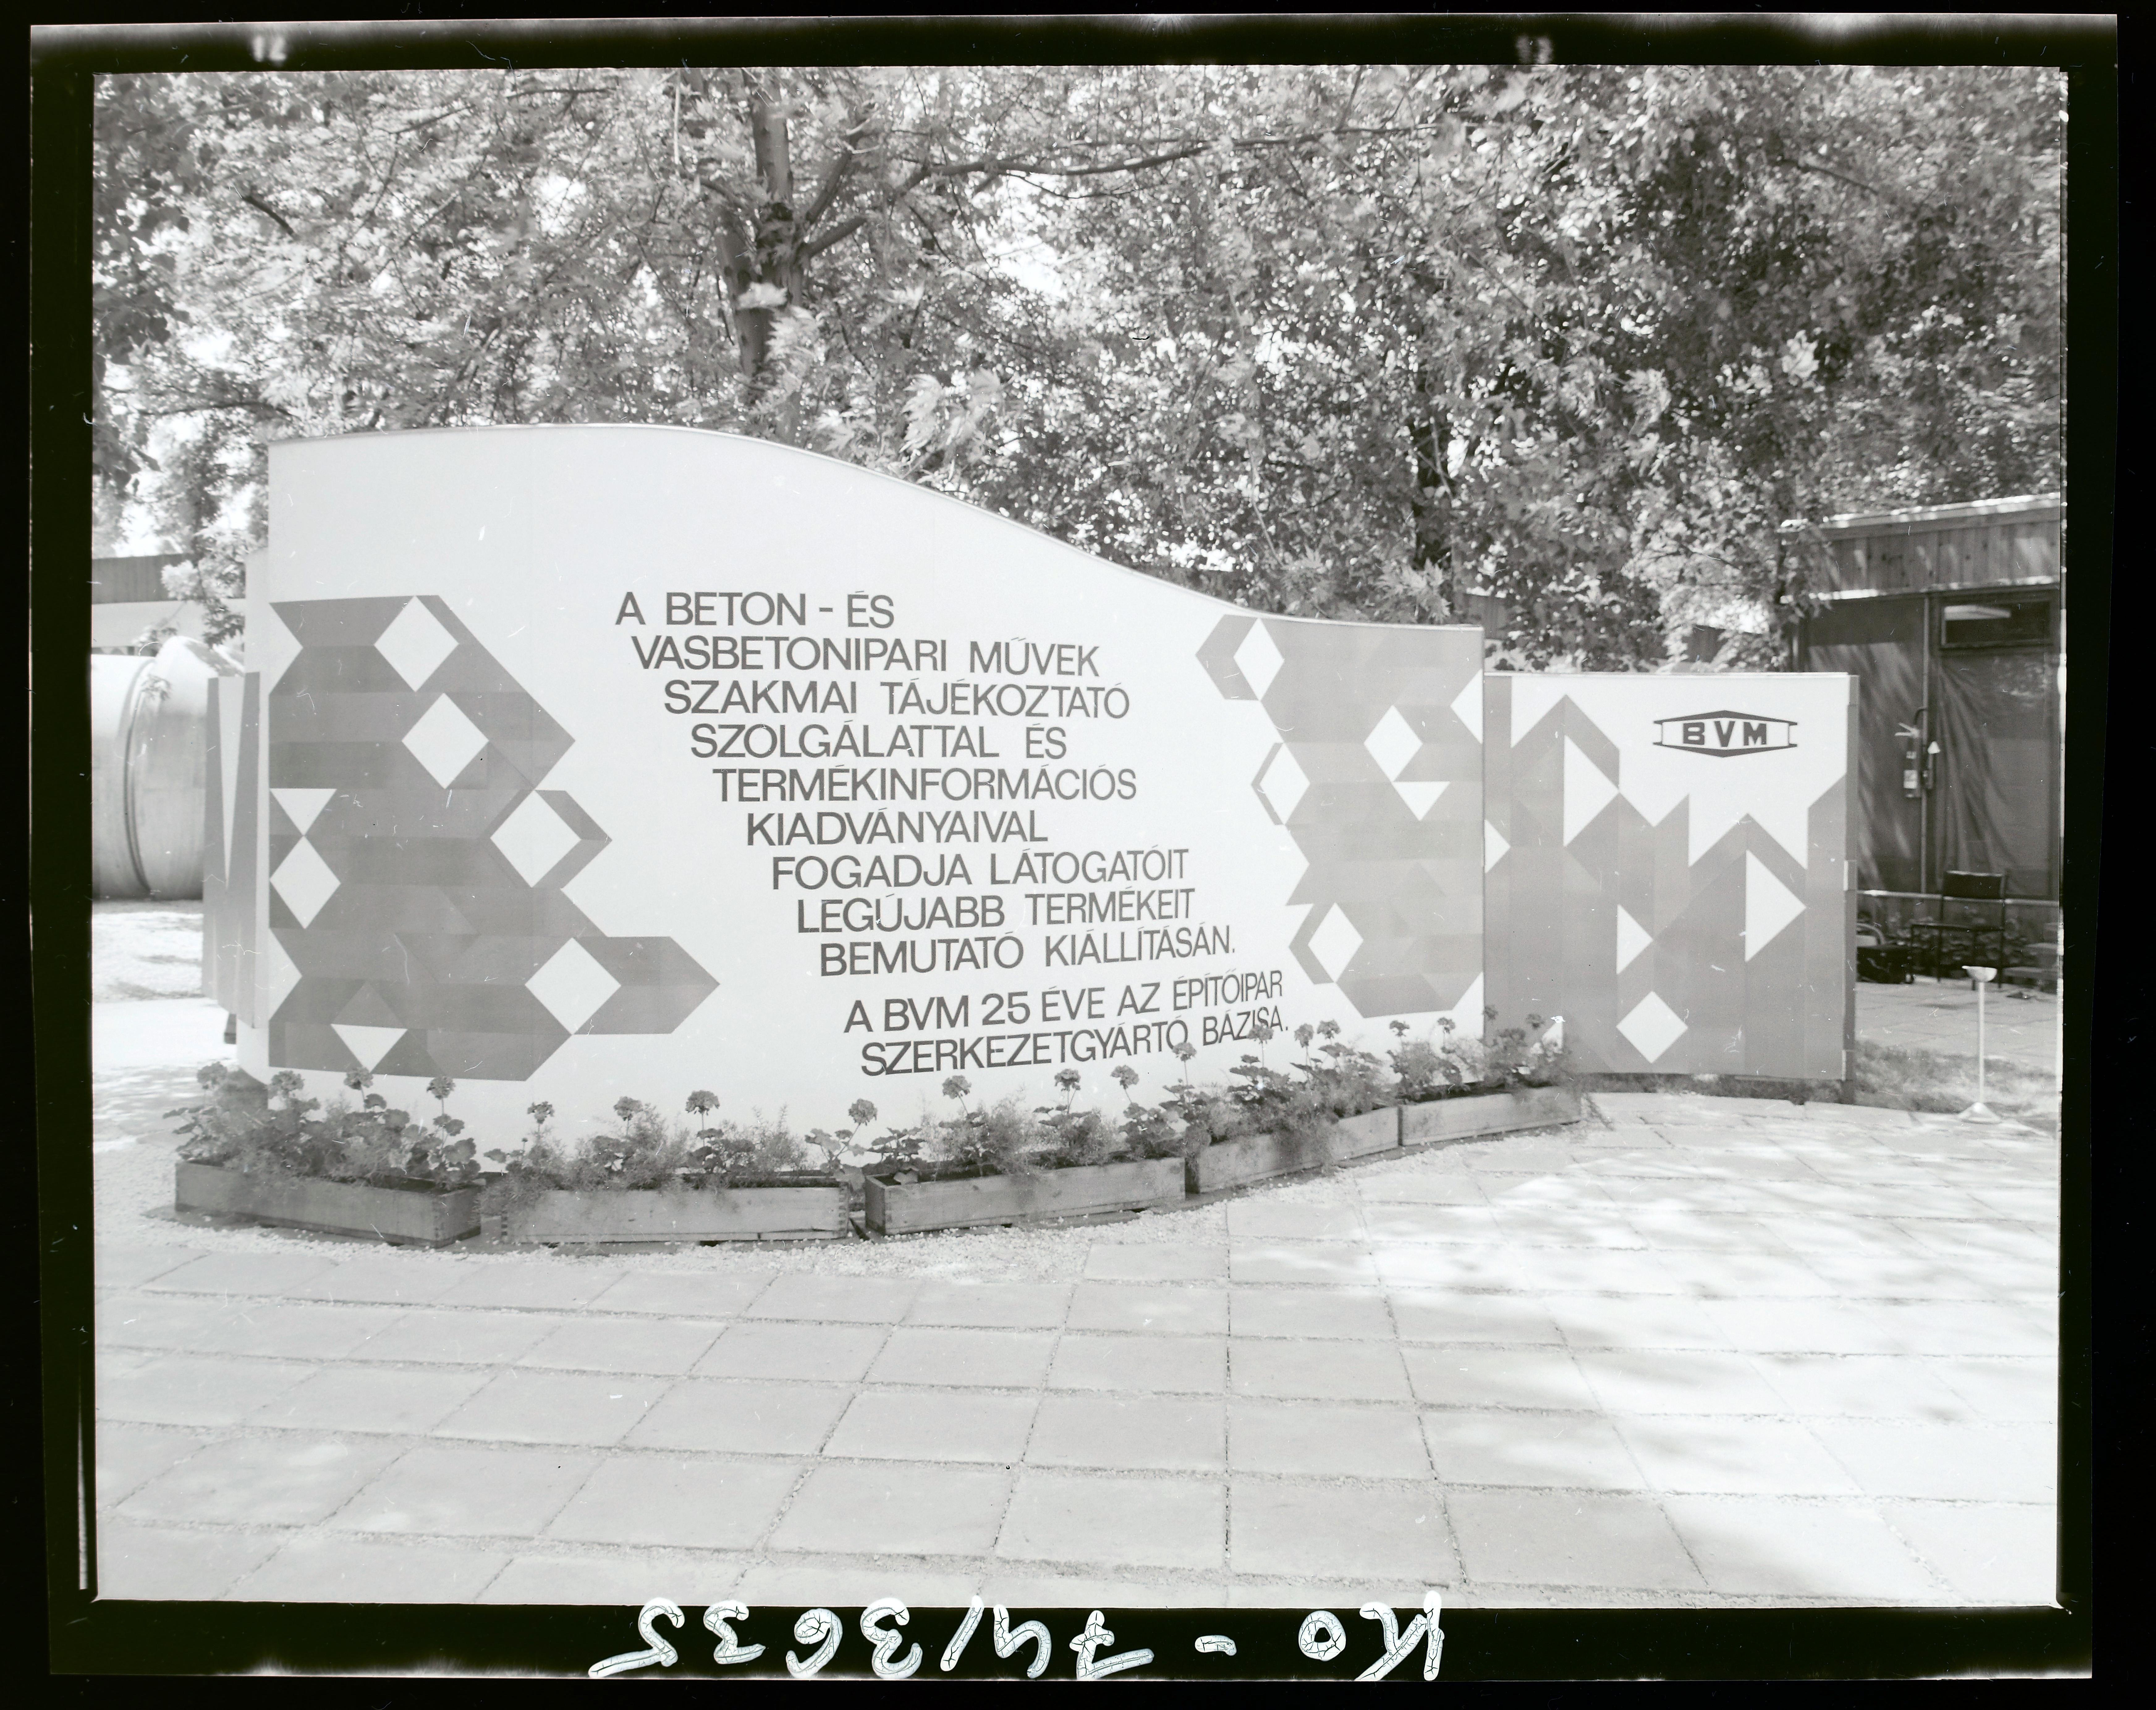 12
A BETON - ÉS
VASBETONIPARI MŰVEK
SZAKMAI TÁJÉKOZTATÓ
SZOLGÁLATTAL ÉS
TERMÉKINFORMÁCIÓS
KIADVÁNYAIVAL
FOGADJA LÁTOGATÓIT
LEGÚJABB TERMÉKEIT
BEMUTATÓ KIÁLLÍTÁSÁN.
A BVM 25 ÉVE AZ ÉPÍTŐIPAR
SZERKEZETGYÁRTÓ BÁZISA.
BVM
KO-74/3635